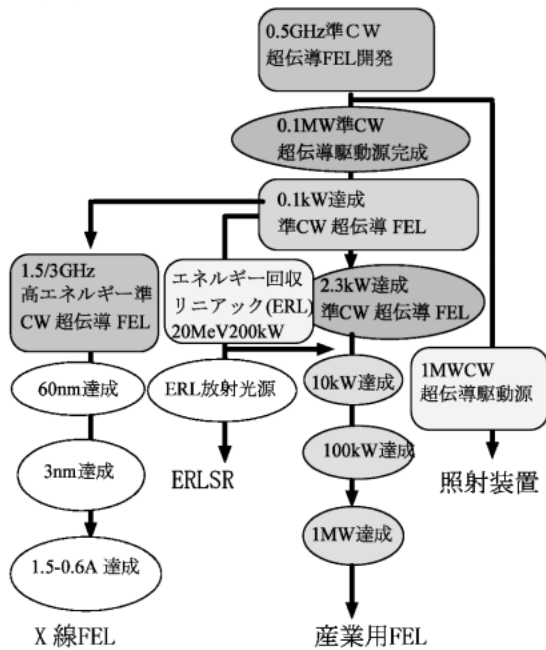 0.5GHz準CW
超伝導FEL開発
0.1MW準CW
超伝導駆動源完成
0.1kW達成
準CW 超伝導 FEL
1.5/3GHz
高エネルギー準
CW 超伝導 FEL
エネルギー回収
リニアック(ERL)
20MeV200kW
2.3kW達成
準CW 超伝導 FEL
60nm達成
ERL放射光源
10kW達成
1MWCW
超伝導駆動源
3nm達成
ERLSR
100kW達成
照射装置
1.5-0.6A 達成
1MW達成
X 線FEL
産業用FEL